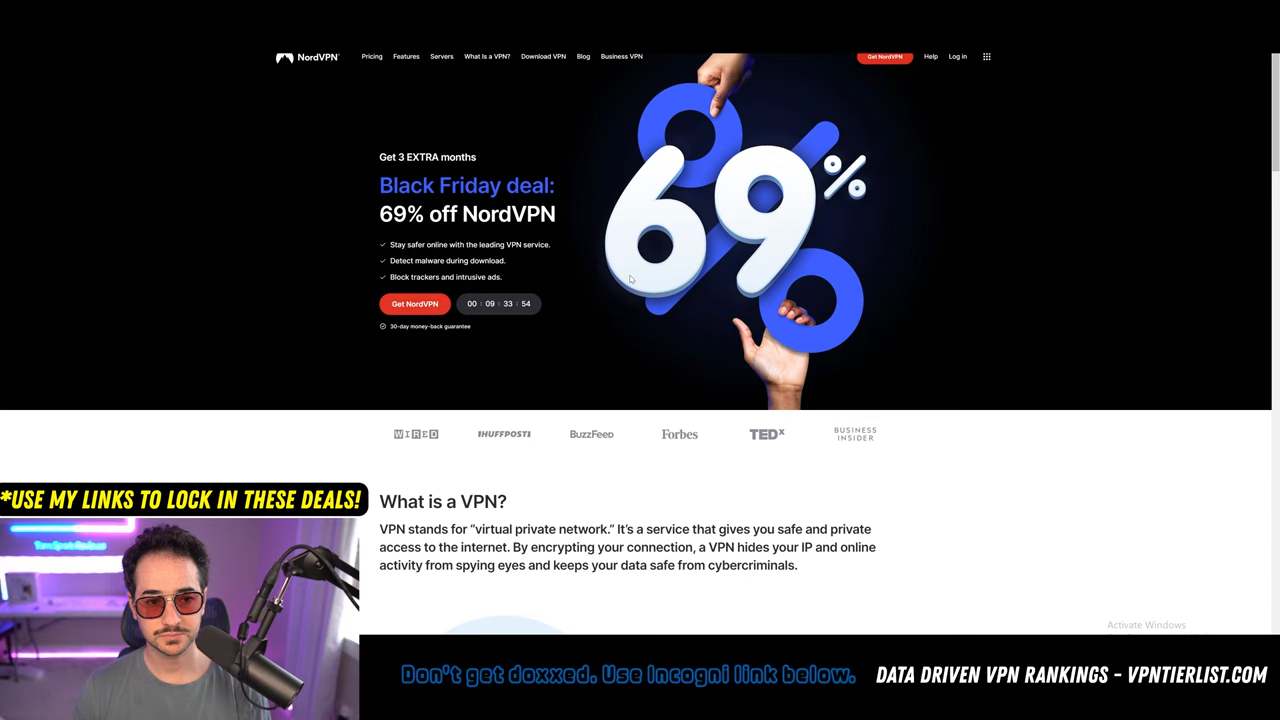 NordVPN
Pricing Features Servers What Is a VPN? Download VPN Blog Business VPN
Get NordVPN Help Log in
Get 3 EXTRA months
Black Friday deal:
69% off NordVPN
Stay safer online with the leading VPN service.
Detect malware during download.
Block trackers and intrusive ads.
Get NordVPN 00 : 09 : 33 : 54
30-day money-back guarantee
69%
WIRED IHUFFPOSTI BuzzFeed Forbes TEDx BUSINESS INSIDER
*USE MY LINKS TO LOCK IN THESE DEALS!
What is a VPN?
VPN stands for “virtual private network.” It’s a service that gives you safe and private
access to the internet. By encrypting your connection, a VPN hides your IP and online
activity from spying eyes and keeps your data safe from cybercriminals.
Activate Windows
Don't get doxxed. Use Incogni link below.
DATA DRIVEN VPN RANKINGS - VPNTIERLIST.COM